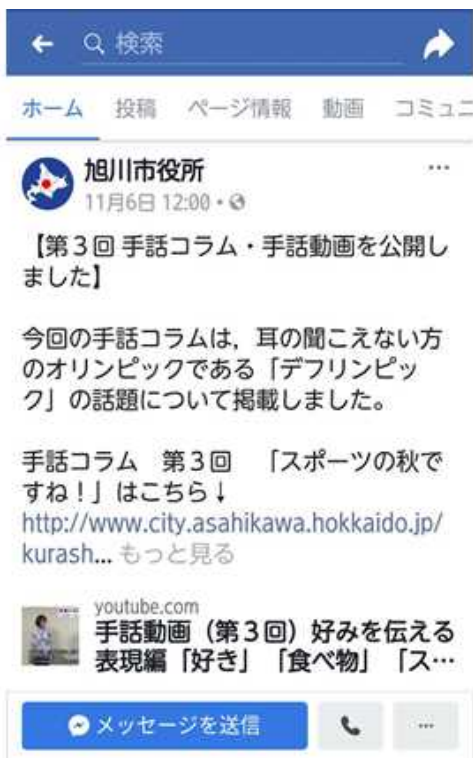 検索
ホーム 投稿 ページ情報 動画 コミュニ
旭川市役所
11月6日 12:00
【第3回 手話コラム・手話動画を公開し
ました】
今回の手話コラムは，耳の聞こえない方
のオリンピックである「デフリンピッ
ク」の話題について掲載しました。
手話コラム　第3回　「スポーツの秋で
すね！」はこちら↓
http://www.city.asahikawa.hokkaido.jp/
kurash... もっと見る
youtube.com
手話動画（第3回）好みを伝える
表現編「好き」「食べ物」「ス…
メッセージを送信